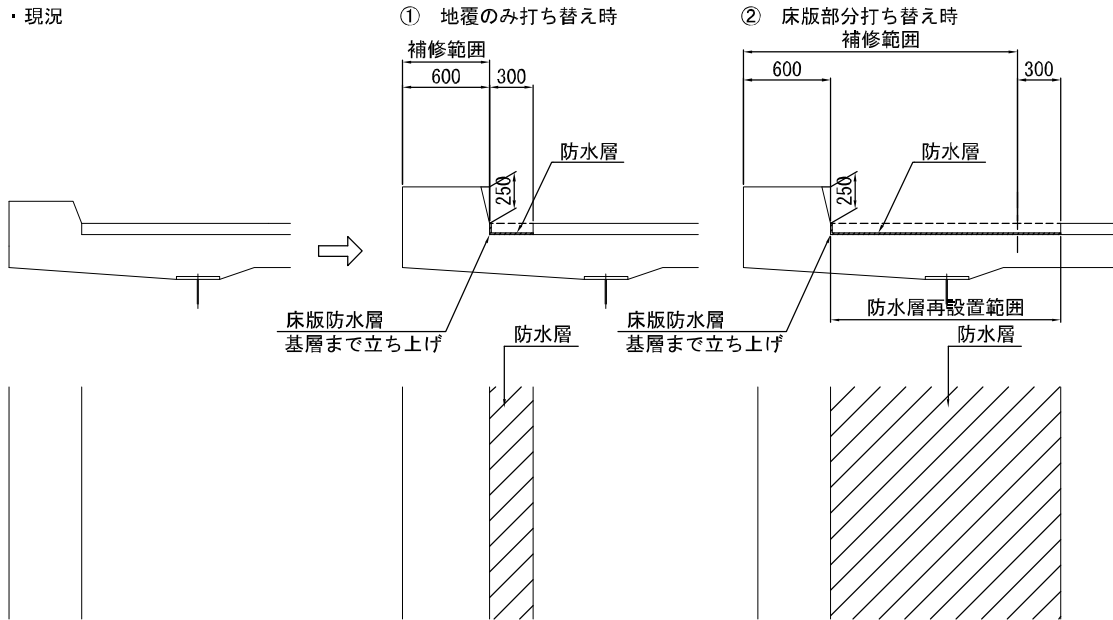 ・現況
① 地覆のみ打ち替え時
補修範囲
600
300
防水層
250
床版防水層
基層まで立ち上げ
防水層
② 床版部分打ち替え時
補修範囲
600
300
防水層
250
床版防水層
基層まで立ち上げ
防水層再設置範囲
防水層